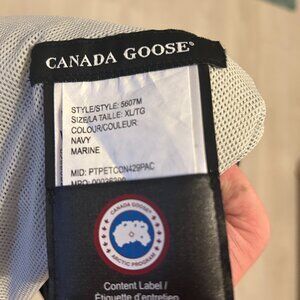 CANADA GOOSE®
STYLE/STYLE: 5607M
SIZE/LA TAILLE: XL/TG
COLOUR/COULEUR:
NAVY
MARINE
MID: PTPETCON429PAC
CANADA GOOSE
ARCTIC PROGRAM
Content Label /
Étiquette d'entretien